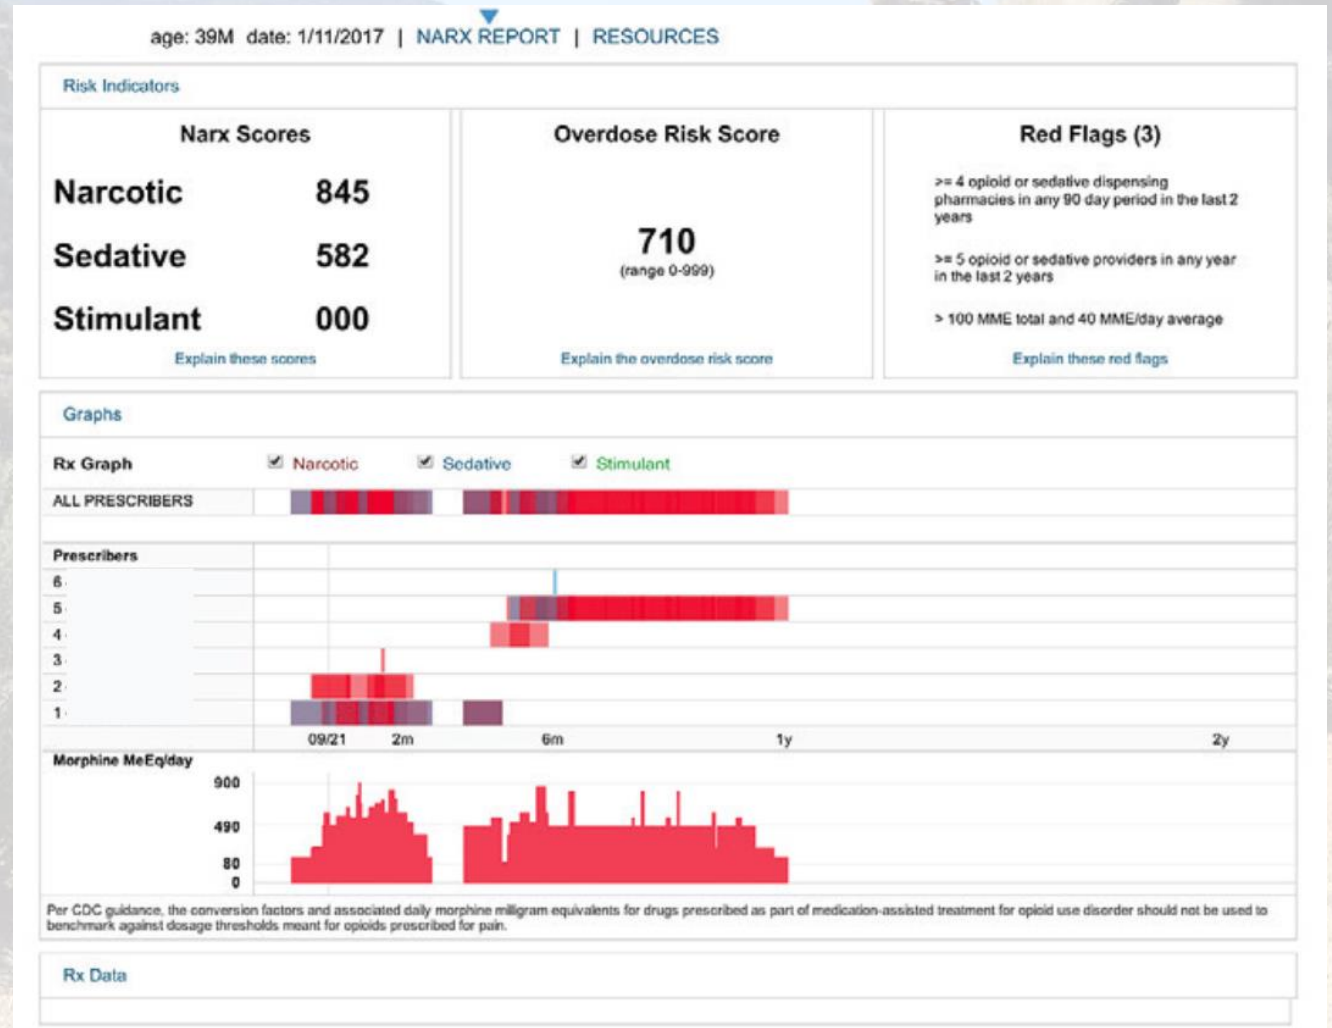 age: 39M date: 1/11/2017 | NARX REPORT | RESOURCES
Risk Indicators
Narx Scores
Narcotic 845
Sedative 582
Stimulant 000
Explain these scores
Overdose Risk Score
710
(range 0-999)
Explain the overdose risk score
Red Flags (3)
>= 4 opioid or sedative dispensing
pharmacies in any 90 day period in the last 2
years
>= 5 opioid or sedative providers in any year
in the last 2 years
> 100 MME total and 40 MME/day average
Explain these red flags
Graphs
Rx Graph Narcotic Sedative Stimulant
ALL PRESCRIBERS
Prescribers
6
5
4
3
2
1
09/21 2m 6m 1y 2y
Morphine MeEq/day
900
490
80
0
Per CDC guidance, the conversion factors and associated daily morphine milligram equivalents for drugs prescribed as part of medication-assisted treatment for opioid use disorder should not be used to
benchmark against dosage thresholds meant for opioids prescribed for pain.
Rx Data